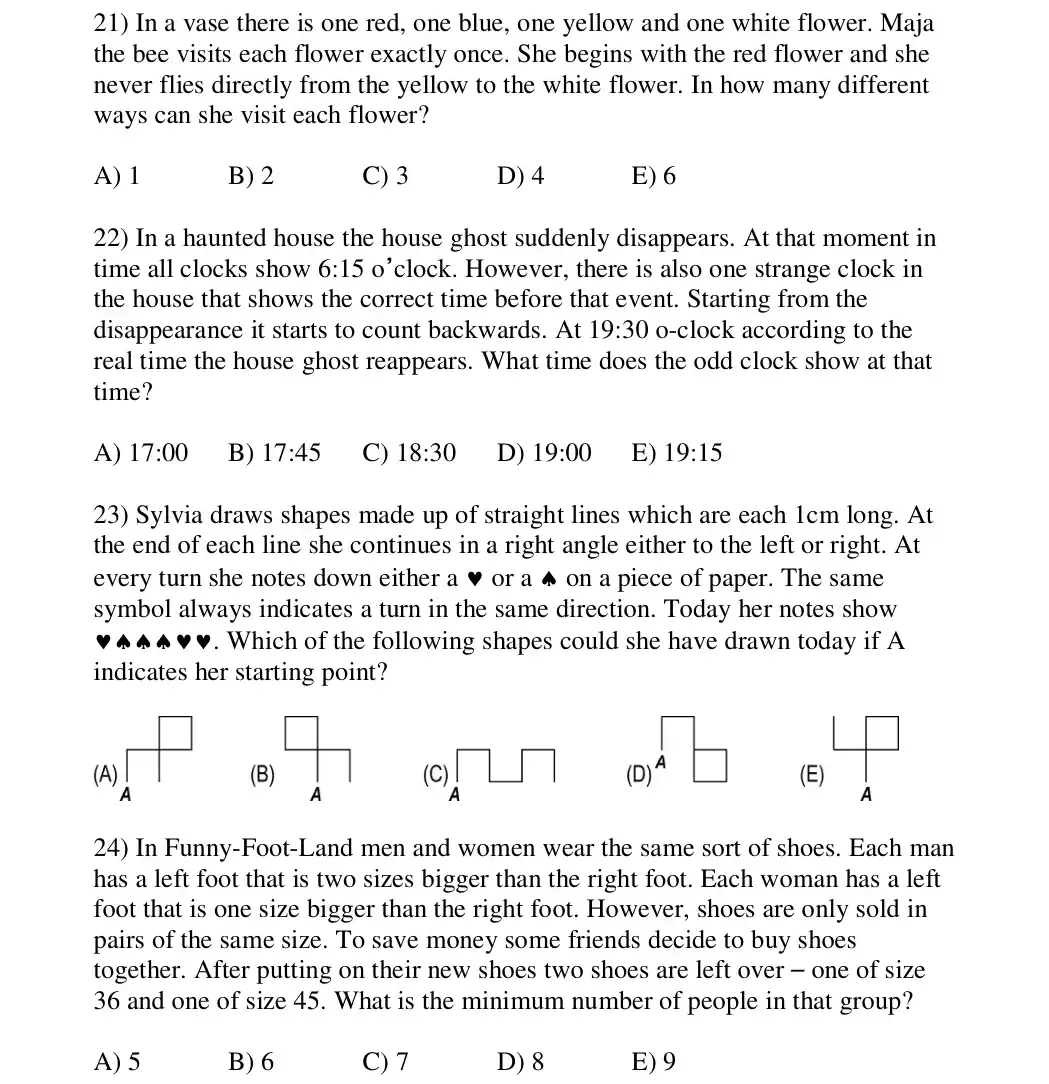 21) In a vase there is one red, one blue, one yellow and one white flower. Maja
the bee visits each flower exactly once. She begins with the red flower and she
never flies directly from the yellow to the white flower. In how many different
ways can she visit each flower?
A) 1 B) 2 C) 3 D) 4 E) 6
22) In a haunted house the house ghost suddenly disappears. At that moment in
time all clocks show 6:15 o’clock. However, there is also one strange clock in
the house that shows the correct time before that event. Starting from the
disappearance it starts to count backwards. At 19:30 o-clock according to the
real time the house ghost reappears. What time does the odd clock show at that
time?
A) 17:00 B) 17:45 C) 18:30 D) 19:00 E) 19:15
23) Sylvia draws shapes made up of straight lines which are each 1cm long. At
the end of each line she continues in a right angle either to the left or right. At
every turn she notes down either a ♥ or a ♠ on a piece of paper. The same
symbol always indicates a turn in the same direction. Today her notes show
♥♠♠♠♥♥. Which of the following shapes could she have drawn today if A
indicates her starting point?
(A) A (B) A (C) A (D) A (E) A
24) In Funny-Foot-Land men and women wear the same sort of shoes. Each man
has a left foot that is two sizes bigger than the right foot. Each woman has a left
foot that is one size bigger than the right foot. However, shoes are only sold in
pairs of the same size. To save money some friends decide to buy shoes
together. After putting on their new shoes two shoes are left over – one of size
36 and one of size 45. What is the minimum number of people in that group?
A) 5 B) 6 C) 7 D) 8 E) 9